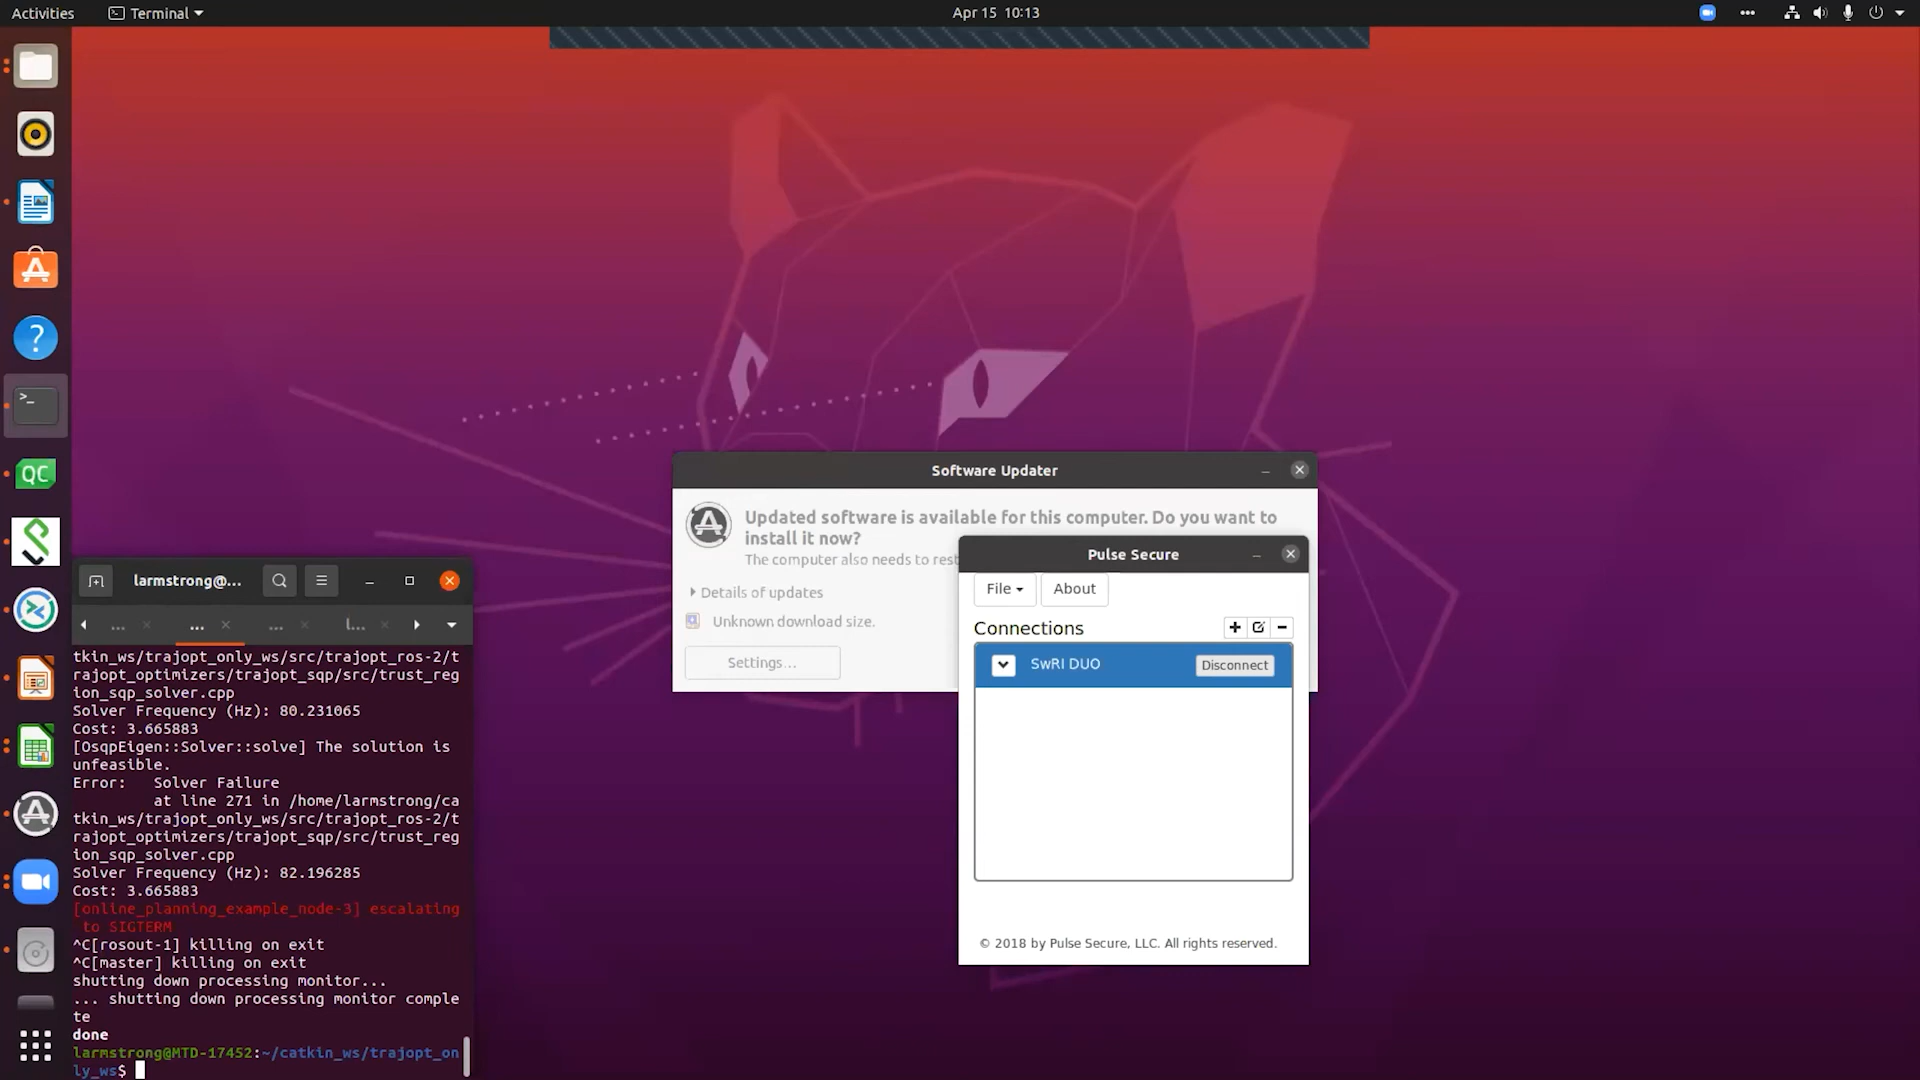 Activities
Terminal
Apr 15 10:13
Software Updater
Updated software is available for this computer. Do you want to
install it now?
The computer also needs to rest
Details of updates
Unknown download size.
Settings...
Pulse Secure
File
About
Connections
SwRI DUO
Disconnect
© 2018 by Pulse Secure, LLC. All rights reserved.
QC
larmstrong@...
...
...
...
l...
tkin_ws/trajopt_only_ws/src/trajopt_ros-2/t
rajopt_optimizers/trajopt_sqp/src/trust_reg
ion_sqp_solver.cpp
Solver Frequency (Hz): 80.231065
Cost: 3.665883
[OsqpEigen::Solver::solve] The solution is
unfeasible.
Error:   Solver Failure
at line 271 in /home/larmstrong/ca
tkin_ws/trajopt_only_ws/src/trajopt_ros-2/t
rajopt_optimizers/trajopt_sqp/src/trust_reg
ion_sqp_solver.cpp
Solver Frequency (Hz): 82.196285
Cost: 3.665883
[online_planning_example_node-3] escalating
to SIGTERM
^C[rosout-1] killing on exit
^C[master] killing on exit
shutting down processing monitor...
... shutting down processing monitor comple
te
done
larmstrong@MTD-17452:~/catkin_ws/trajopt_on
ly_ws$